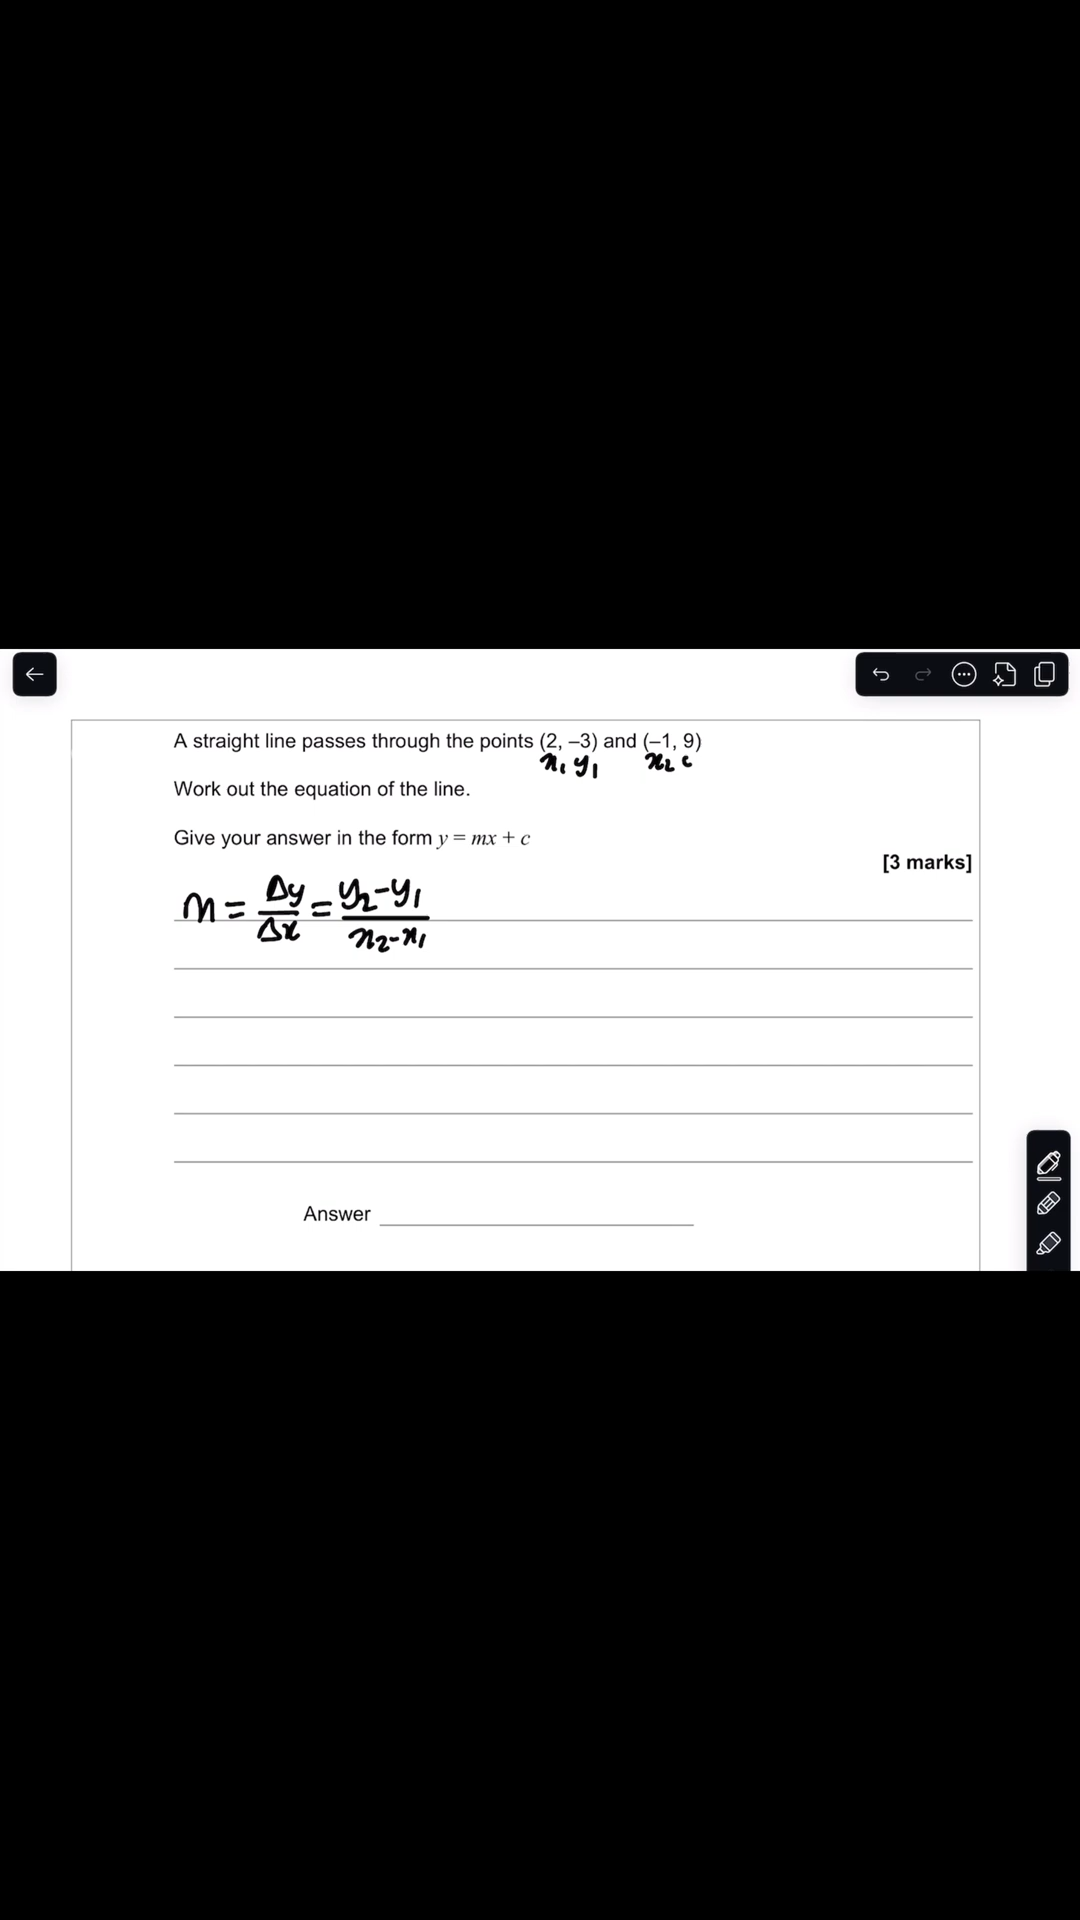 A straight line passes through the points (2, –3) and (–1, 9)
x₁ y₁ x₂
Work out the equation of the line.
Give your answer in the form y = mx + c
[3 marks]
m = Δy/Δx = y₂-y₁/x₂-x₁
Answer